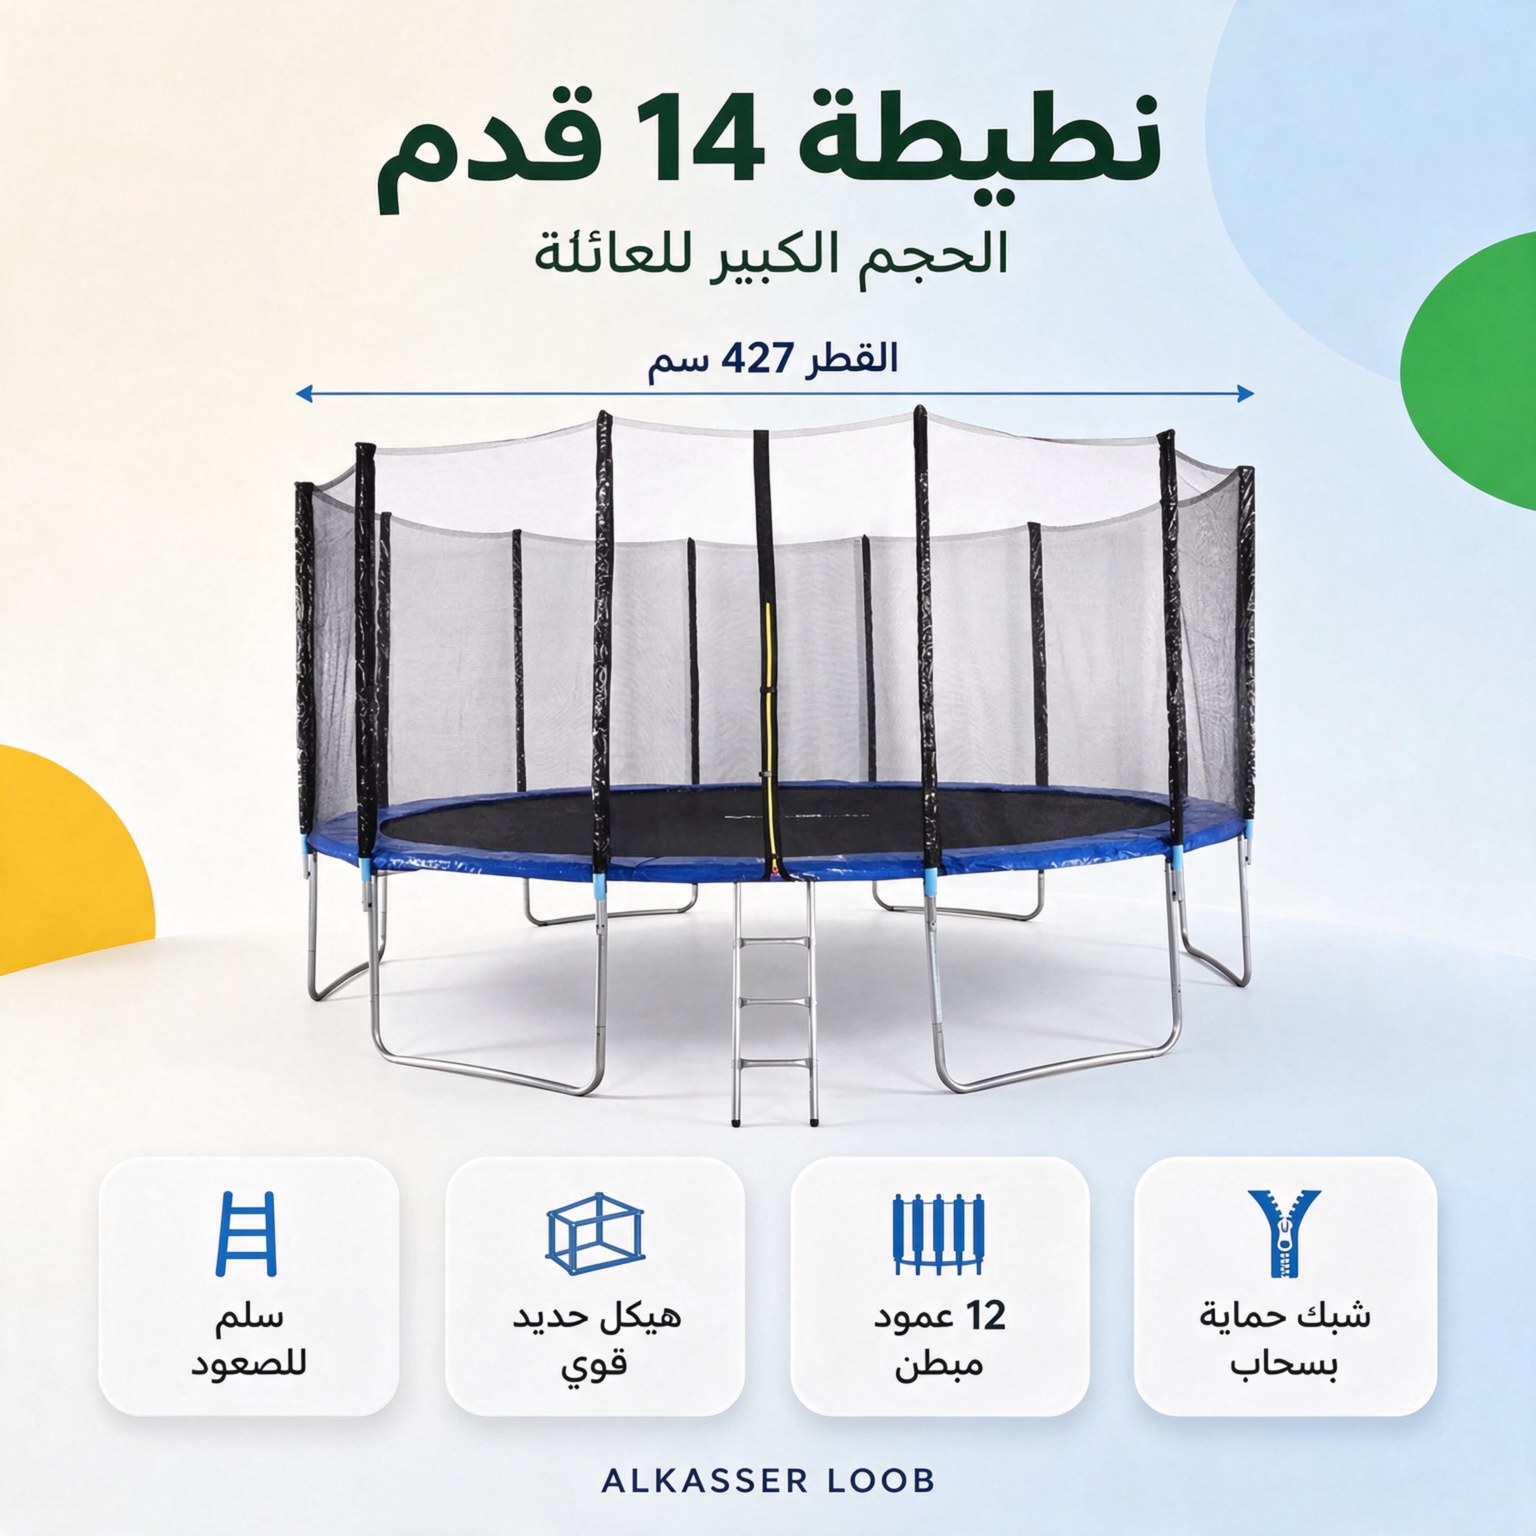 نطيطة 14 قدم
الحجم الكبير للعائلة
القطر 427 سم
شبك حماية
بسحاب
12 عمود
مبطن
هيكل حديد
قوي
سلم
للصعود
ALKASSER LOOB